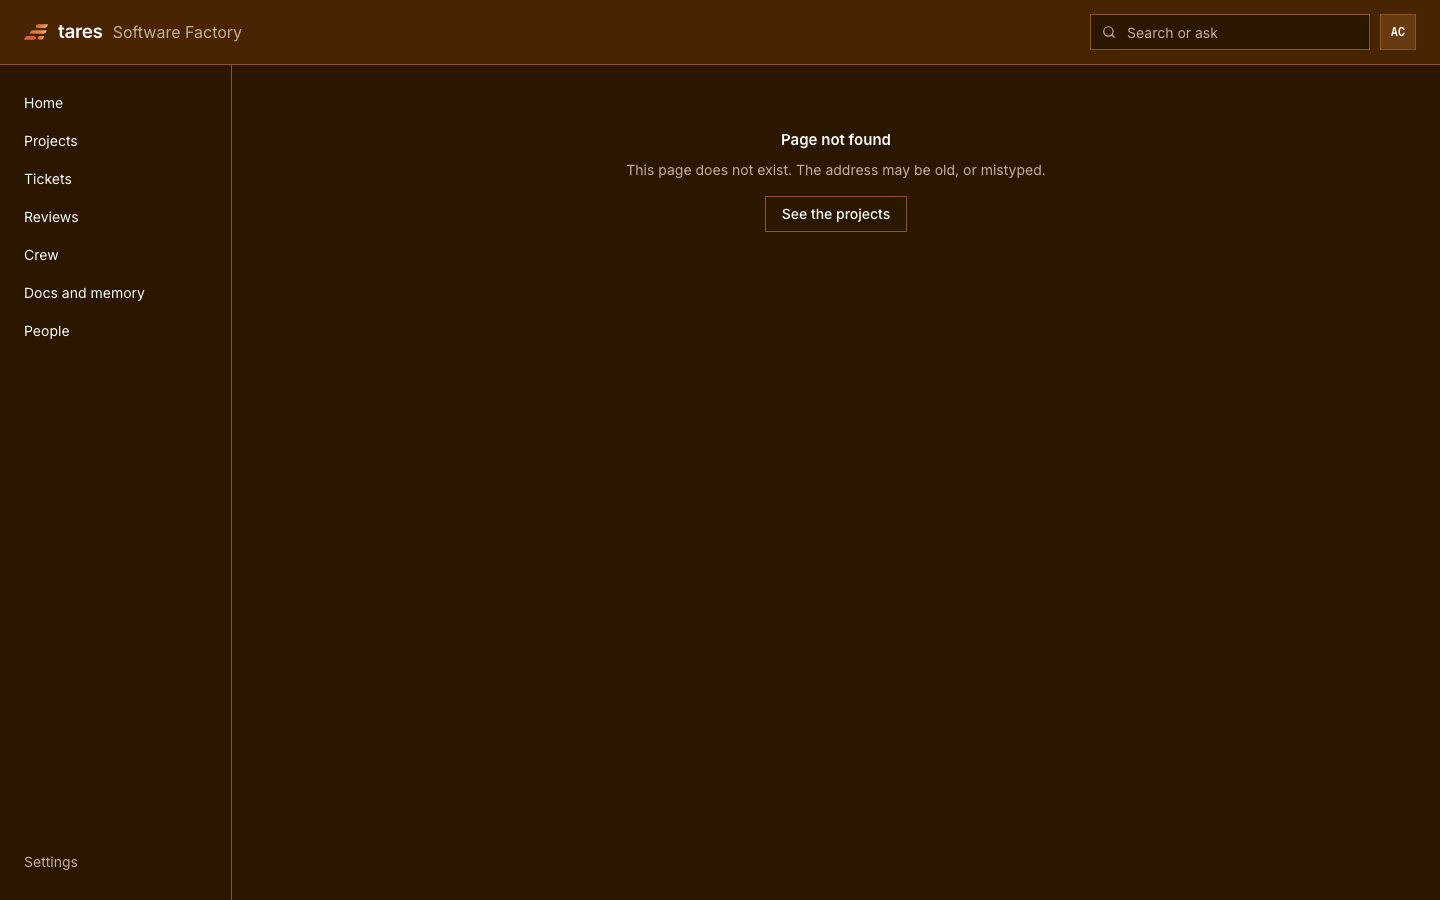 tares Software Factory
Search or ask
AC
Home
Projects
Tickets
Reviews
Crew
Docs and memory
People
Settings
Page not found
This page does not exist. The address may be old, or mistyped.
See the projects